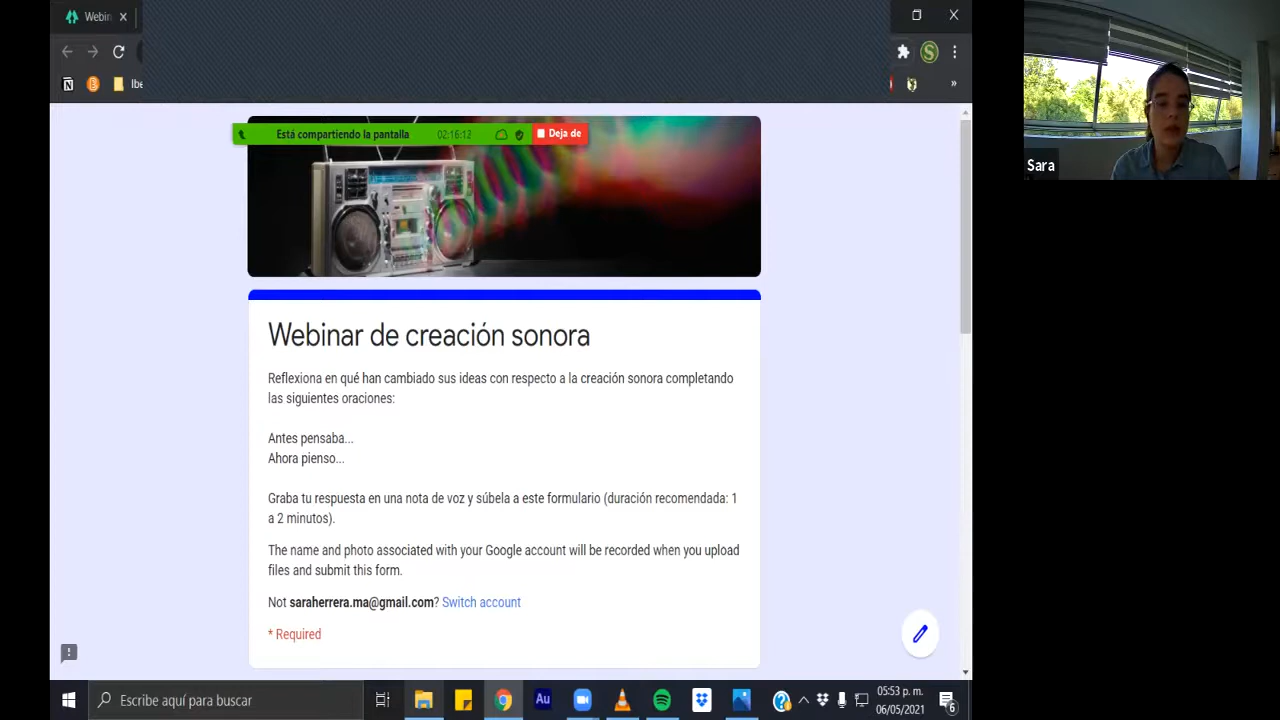 Webin
Ibe
Está compartiendo la pantalla 02:16:12 Deja de
Sara
Webinar de creación sonora
Reflexiona en qué han cambiado sus ideas con respecto a la creación sonora completando
las siguientes oraciones:
Antes pensaba...
Ahora pienso...
Graba tu respuesta en una nota de voz y súbela a este formulario (duración recomendada: 1
a 2 minutos).
The name and photo associated with your Google account will be recorded when you upload
files and submit this form.
Not saraherrera.ma@gmail.com? Switch account
* Required
Escribe aquí para buscar
Au
05:53 p. m.
06/05/2021
6